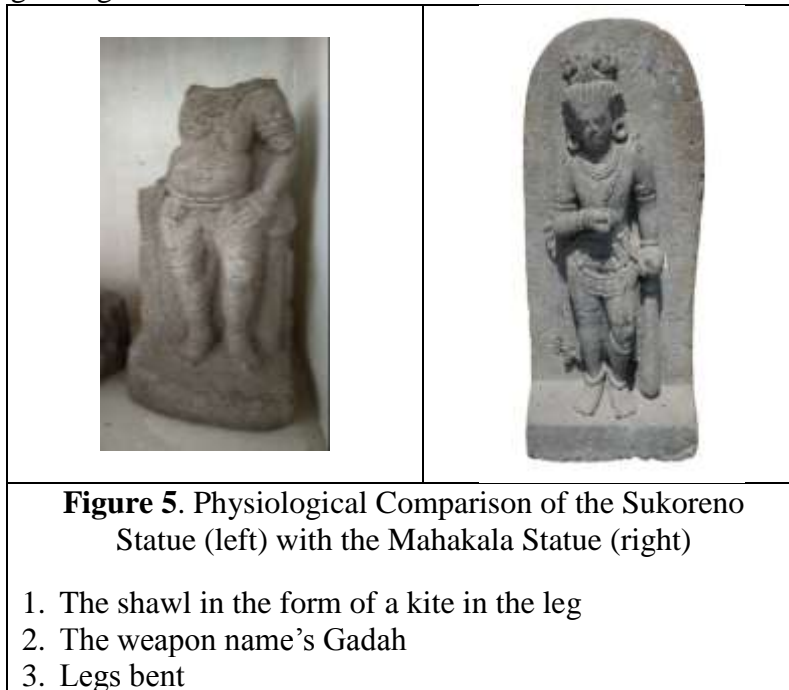 Figure 5. Physiological Comparison of the Sukoreno
Statue (left) with the Mahakala Statue (right)
1. The shawl in the form of a kite in the leg
2. The weapon name’s Gadah
3. Legs bent